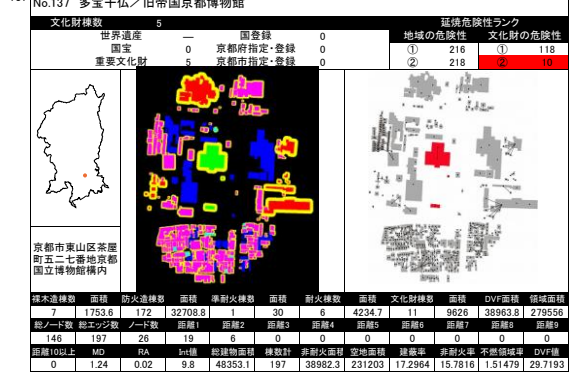 No.137 多宝千仏／旧帝国京都博物館
文化財棟数 5 延焼危険性ランク
世界遺産 — 国登録 0 地域の危険性 文化財の危険性
国宝 0 京都府指定・登録 0 ① 216 ① 118
重要文化財 5 京都市指定・登録 0 ② 218 ② 10
京都市東山区茶屋
町五二七番地京都
国立博物館構内
裸木造棟数 面積 防火造棟数 面積 準耐火棟数 面積 耐火棟数 面積 文化財棟数 面積 DVF面積 領域面積
7 1753.6 172 32708.8 1 30 6 4234.7 11 9626 38963.8 279556
総ノード数 総エッジ数 ノード数 距離1 距離2 距離3 距離4 距離5 距離6 距離7 距離8 距離9
146 197 26 19 6 0 0 0 0 0 0 0
距離10以上 MD RA Int値 総建物面積 棟数計 非耐火面積 空地面積 建蔽率 非耐火率 不燃領域率 DVF値
0 1.24 0.02 9.8 48353.1 197 38982.3 231203 17.2964 15.7816 1.51479 29.7193